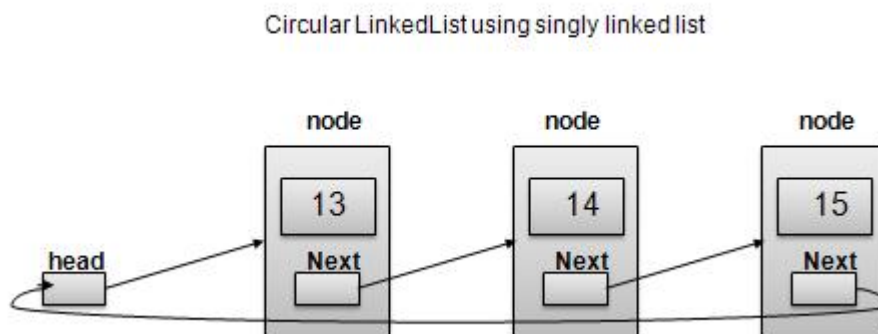 Circular LinkedList using singly linked list
node node node
13 14 15
head Next Next Next